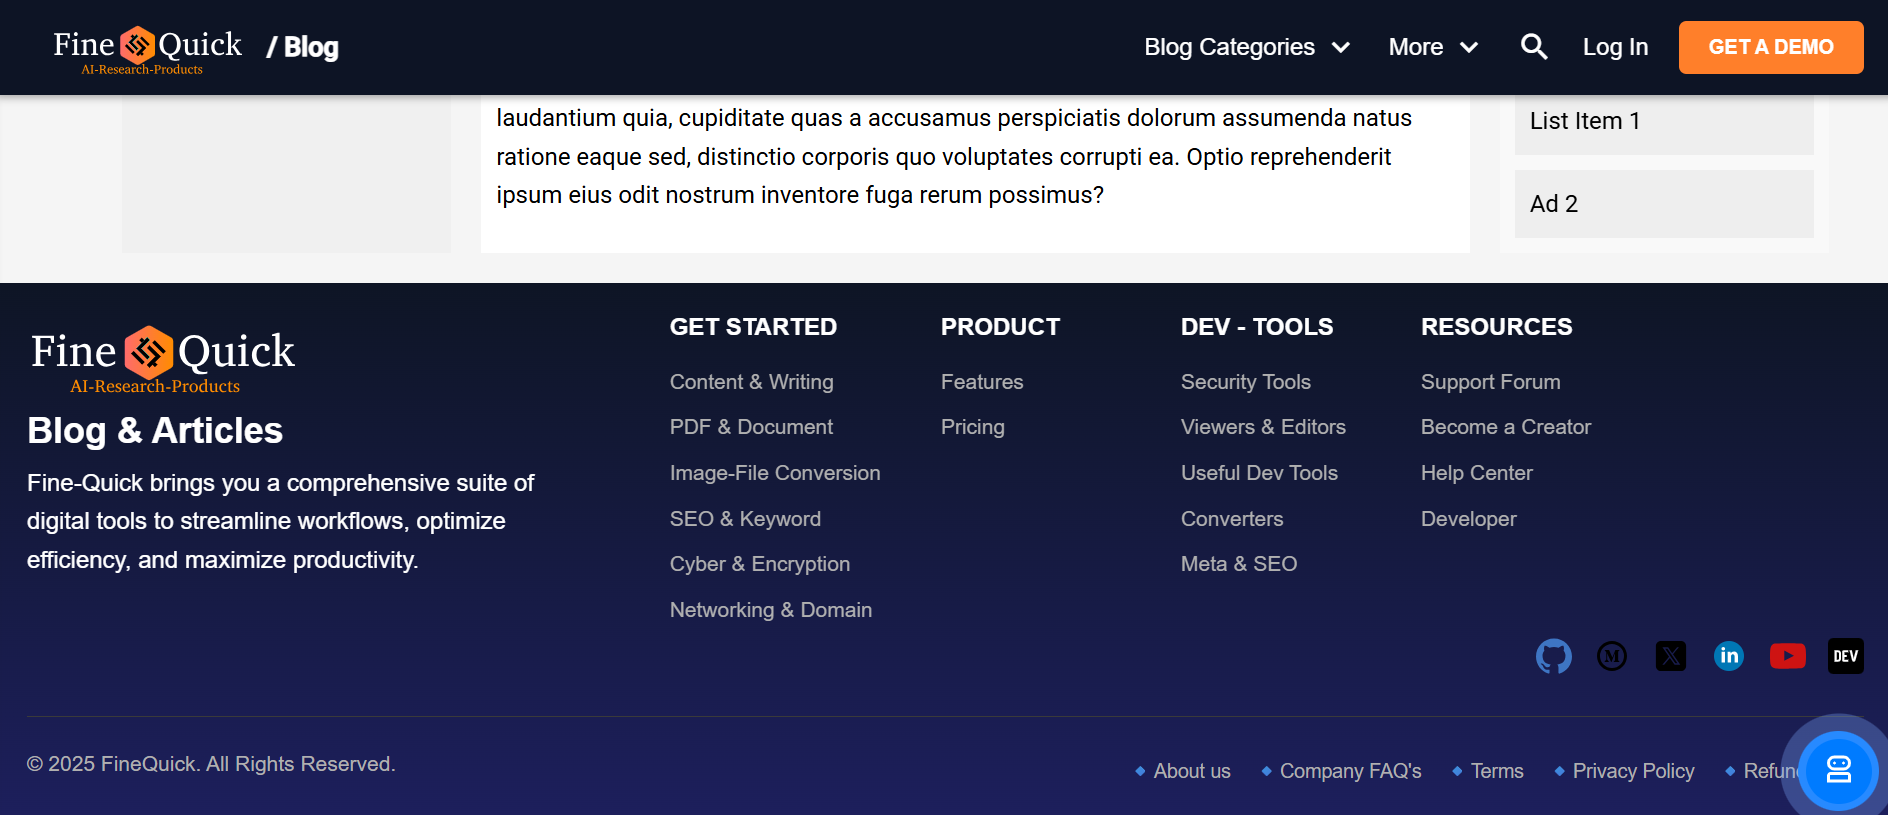 Fine Quick
AI-Research-Products
/ Blog
Blog Categories
More
Log In
GET A DEMO
laudantium quia, cupiditate quas a accusamus perspiciatis dolorum assumenda natus
ratione eaque sed, distinctio corporis quo voluptates corrupti ea. Optio reprehenderit
ipsum eius odit nostrum inventore fuga rerum possimus?
List Item 1
Ad 2
Fine Quick
AI-Research-Products
Blog & Articles
Fine-Quick brings you a comprehensive suite of
digital tools to streamline workflows, optimize
efficiency, and maximize productivity.
GET STARTED
Content & Writing
PDF & Document
Image-File Conversion
SEO & Keyword
Cyber & Encryption
Networking & Domain
PRODUCT
Features
Pricing
DEV - TOOLS
Security Tools
Viewers & Editors
Useful Dev Tools
Converters
Meta & SEO
RESOURCES
Support Forum
Become a Creator
Help Center
Developer
M
X
in
DEV
© 2025 FineQuick. All Rights Reserved.
About us
Company FAQ's
Terms
Privacy Policy